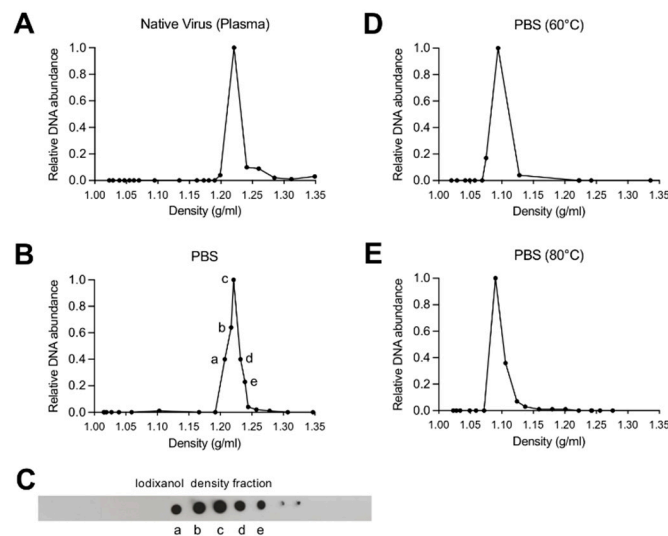 A
Native Virus (Plasma)
Relative DNA abundance
1.0
0.8
0.6
0.4
0.2
0
1.00 1.05 1.10 1.15 1.20 1.25 1.30 1.35
Density (g/ml)
D
PBS (60°C)
Relative DNA abundance
1.0
0.8
0.6
0.4
0.2
0
1.00 1.05 1.10 1.15 1.20 1.25 1.30 1.35
Density (g/ml)
B
PBS
Relative DNA abundance
1.0
0.8
0.6
0.4
0.2
0.0
c
b
a d
e
1.00 1.05 1.10 1.15 1.20 1.25 1.30 1.35
Density (g/ml)
E
PBS (80°C)
Relative DNA abundance
1.0
0.8
0.6
0.4
0.2
0.0
1.00 1.05 1.10 1.15 1.20 1.25 1.30 1.35
Density (g/ml)
C
Iodixanol density fraction
a b c d e